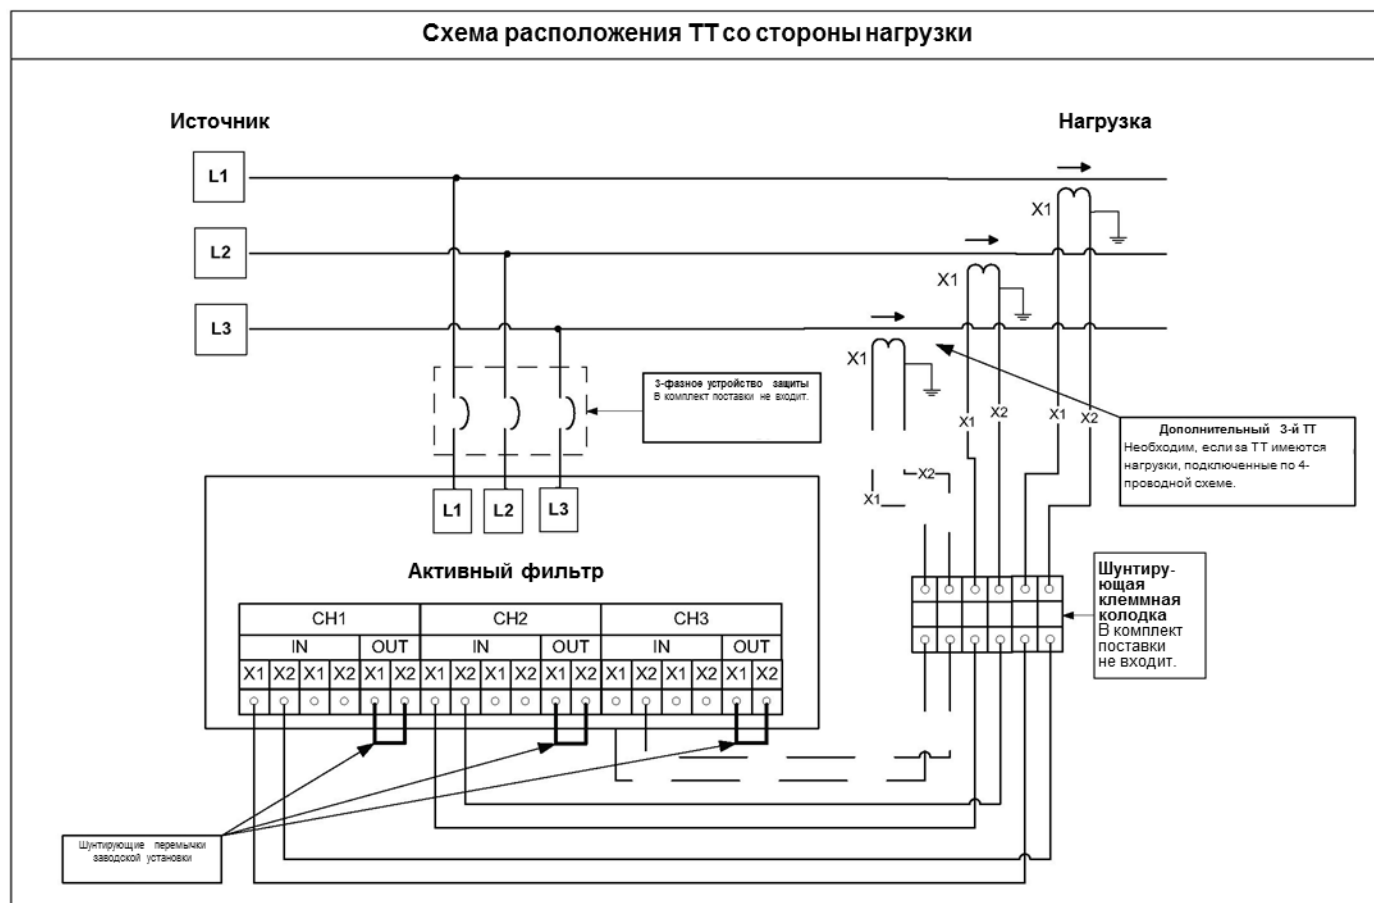 Схема расположения ТТ со стороны нагрузки
Источник
Нагрузка
L1
X1
L2
X1
L3
X1
3-фазное устройство защиты
В комплект поставки не входит.
X1
X2
X1
X2
Дополнительный 3-й ТТ
Необходим, если за ТТ имеются
нагрузки, подключенные по 4-
проводной схеме.
X2
X1
L1
L2
L3
Активный фильтр
Шунтирую-
ющая
клеммная
колодка
В комплект
поставки
не входит.
CH1
CH2
CH3
IN
OUT
IN
OUT
IN
OUT
X1 X2 X1 X2 X1 X2 X1 X2 X1 X2 X1 X2 X1 X2 X1 X2 X1 X2
Шунтирующие перемычки
заводской установки